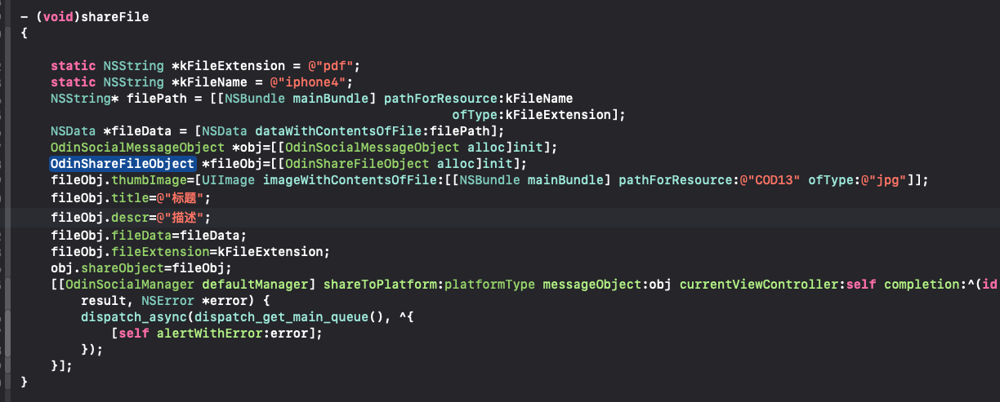 - (void)shareFile
{
static NSString *kFileExtension = @"pdf";
static NSString *kFileName = @"iphone4";
NSString* filePath = [[NSBundle mainBundle] pathForResource:kFileName
ofType:kFileExtension];
NSData *fileData = [NSData dataWithContentsOfFile:filePath];
OdinSocialMessageObject *obj=[[OdinSocialMessageObject alloc]init];
OdinShareFileObject *fileObj=[[OdinShareFileObject alloc]init];
fileObj.thumbImage=[UIImage imageWithContentsOfFile:[[NSBundle mainBundle] pathForResource:@"COD13" ofType:@"jpg"]];
fileObj.title=@"标题";
fileObj.descr=@"描述";
fileObj.fileData=fileData;
fileObj.fileExtension=kFileExtension;
obj.shareObject=fileObj;
[[OdinSocialManager defaultManager] shareToPlatform:platformType messageObject:obj currentViewController:self completion:^(id
result, NSError *error) {
dispatch_async(dispatch_get_main_queue(), ^{
[self alertWithError:error];
});
}];
}